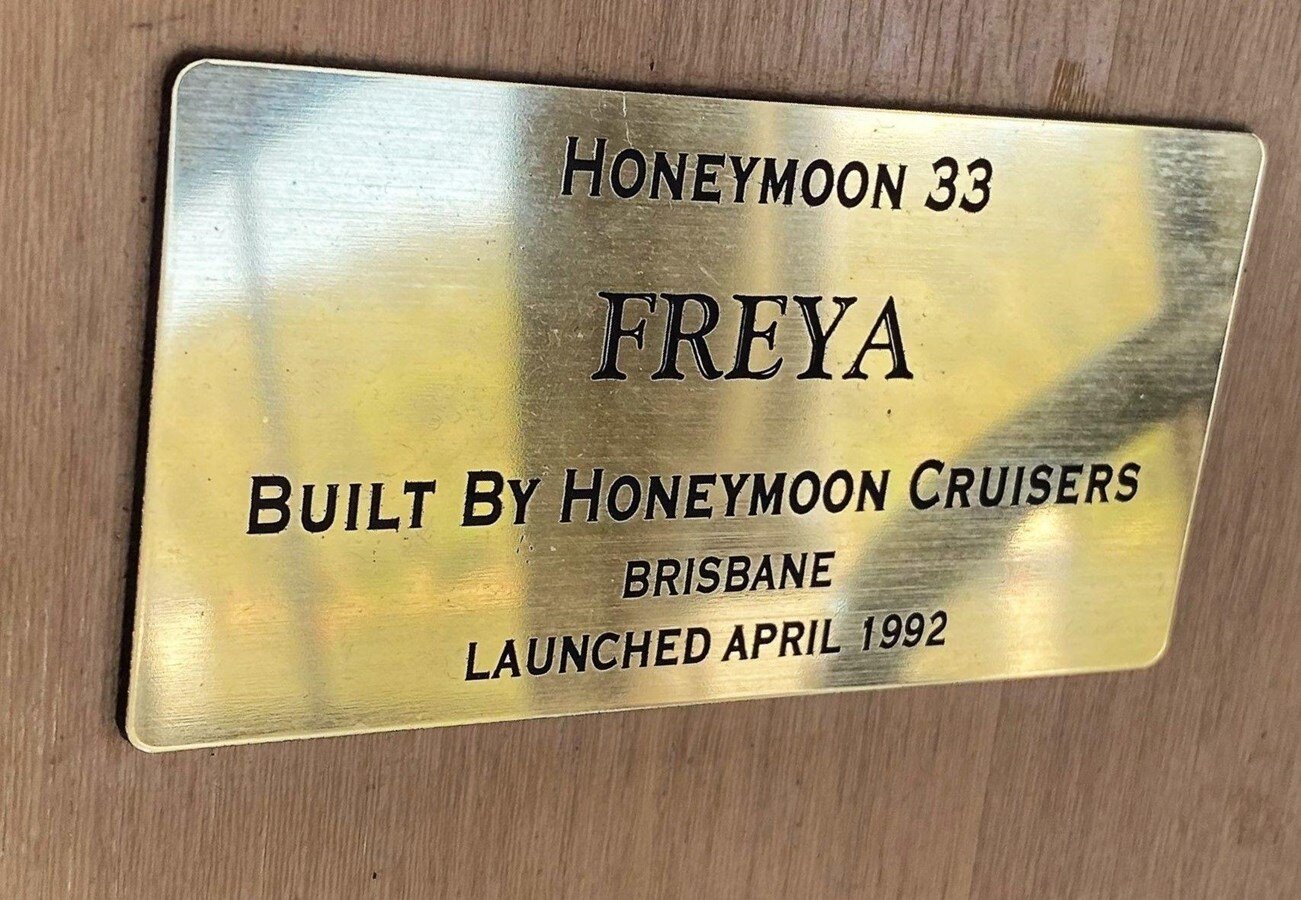 HONEYMOON 33
FREYA
BUILT BY HONEYMOON CRUISERS
BRISBANE
LAUNCHED APRIL 1992